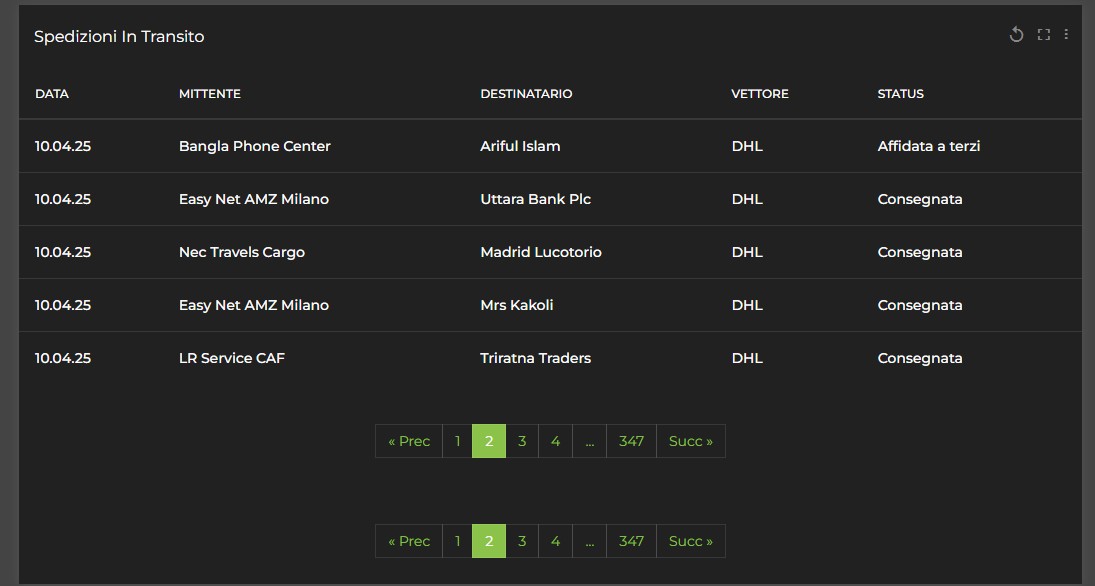 Spedizioni In Transito
DATA MITTENTE DESTINATARIO VETTORE STATUS
10.04.25 Bangla Phone Center Ariful Islam DHL Affidata a terzi
10.04.25 Easy Net AMZ Milano Uttara Bank Plc DHL Consegnata
10.04.25 Nec Travels Cargo Madrid Lucotorio DHL Consegnata
10.04.25 Easy Net AMZ Milano Mrs Kakoli DHL Consegnata
10.04.25 LR Service CAF Triratna Traders DHL Consegnata
« Prec 1 2 3 4 ... 347 Succ »
« Prec 1 2 3 4 ... 347 Succ »